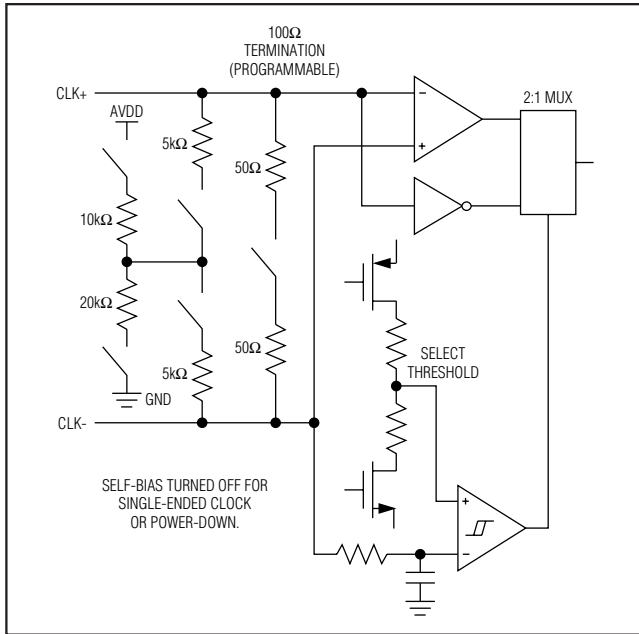 100Ω
TERMINATION
(PROGRAMMABLE)
2:1 MUX
CLK+
AVDD
5kΩ
50Ω
10kΩ
20kΩ
5kΩ
50Ω
GND
CLK-
SELECT
THRESHOLD
SELF-BIAS TURNED OFF FOR
SINGLE-ENDED CLOCK
OR POWER-DOWN.
−
+
+
−